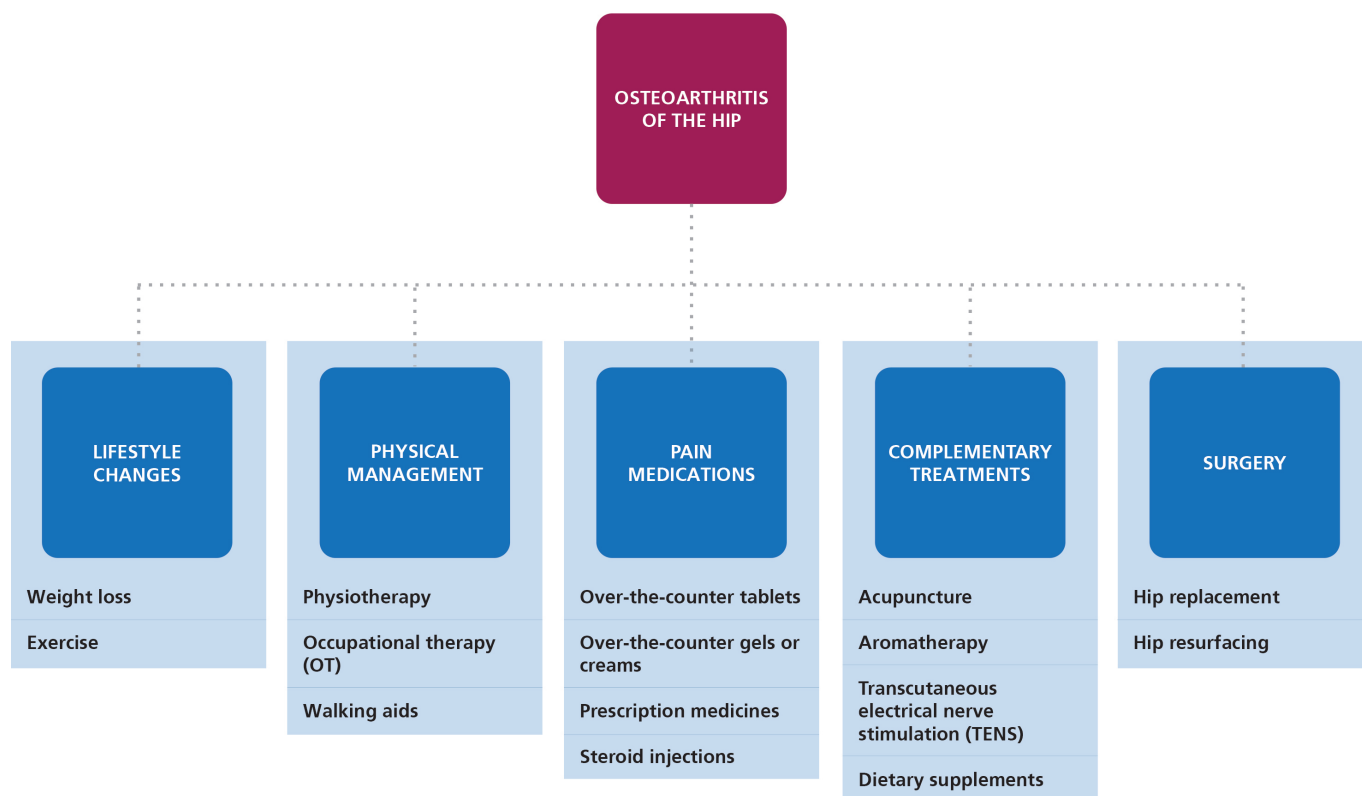 OSTEOARTHRITIS
OF THE HIP
LIFESTYLE
CHANGES
Weight loss
Exercise
PHYSICAL
MANAGEMENT
Physiotherapy
Occupational therapy
(OT)
Walking aids
PAIN
MEDICATIONS
Over-the-counter tablets
Over-the-counter gels or
creams
Prescription medicines
Steroid injections
COMPLEMENTARY
TREATMENTS
Acupuncture
Aromatherapy
Transcutaneous
electrical nerve
stimulation (TENS)
Dietary supplements
SURGERY
Hip replacement
Hip resurfacing